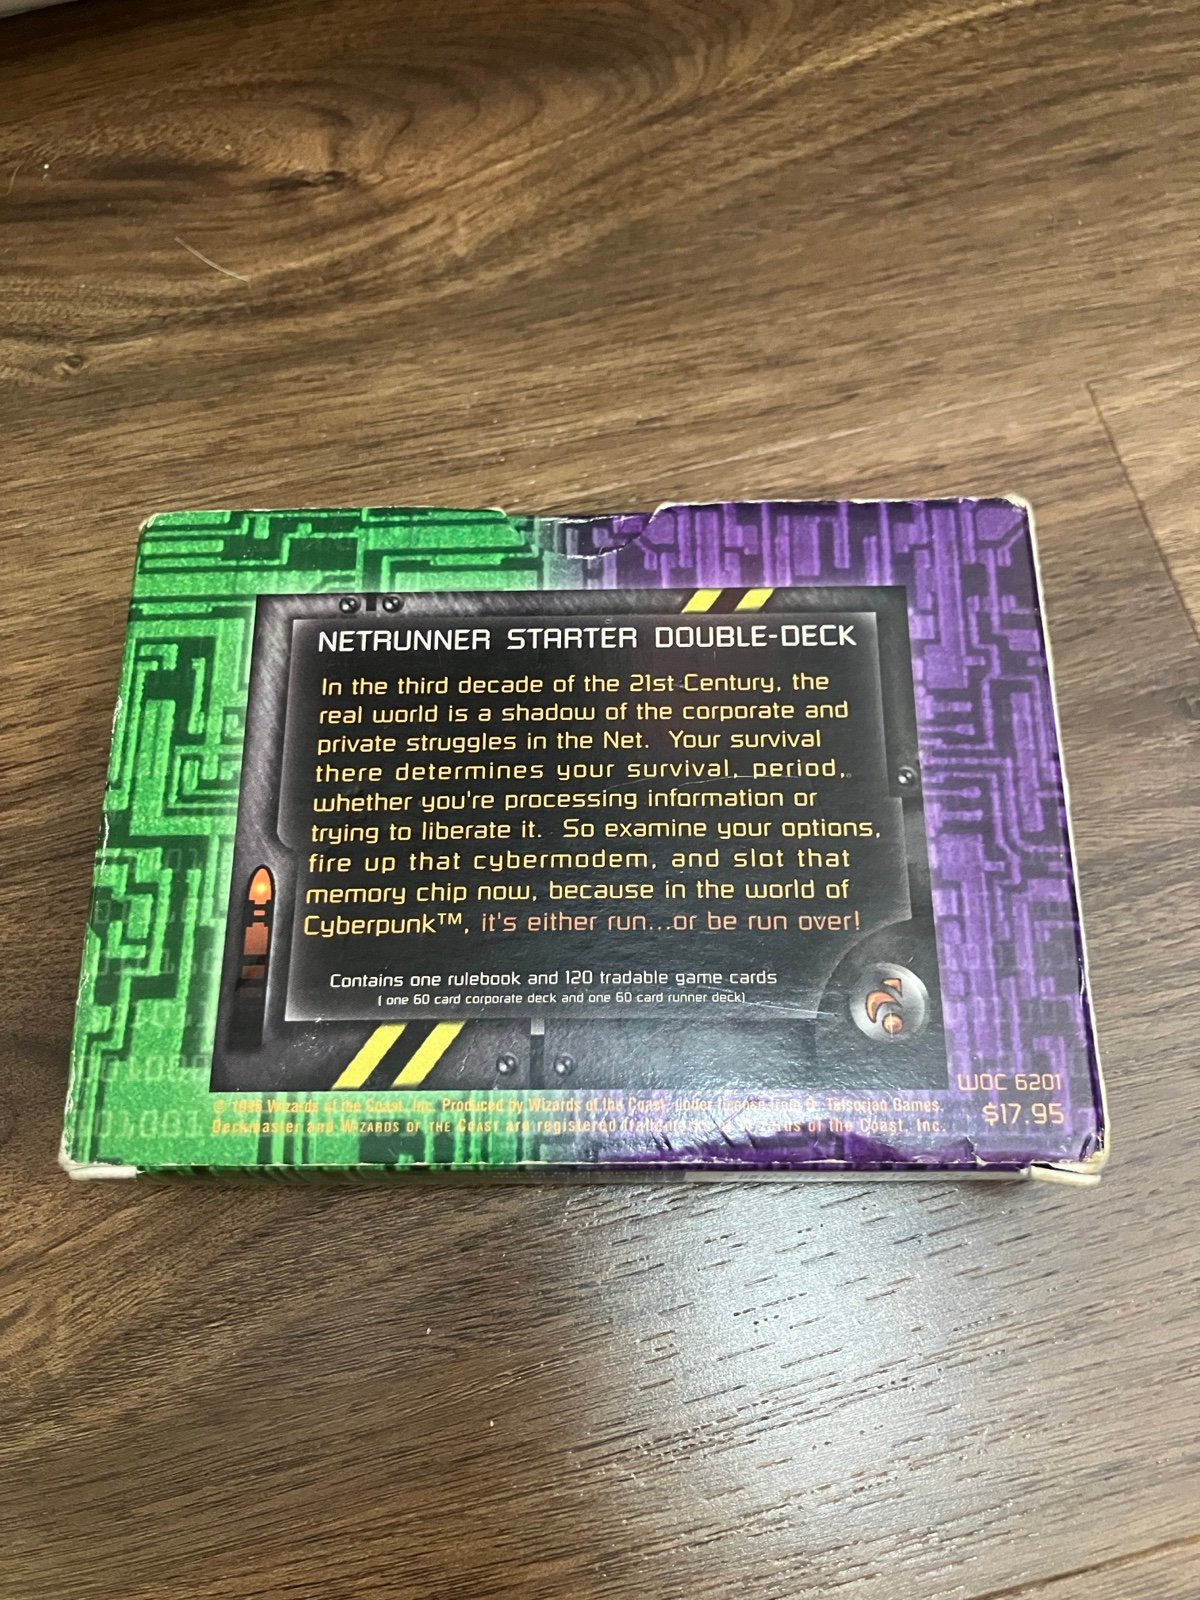 NETRUNNER STARTER DOUBLE-DECK
In the third decade of the 21st Century, the
real world is a shadow of the corporate and
private struggles in the Net. Your survival
there determines your survival, period,
whether you're processing information or
trying to liberate it. So examine your options,
fire up that cybermodem, and slot that
memory chip now, because in the world of
Cyberpunk™, it's either run...or be run over!
Contains one rulebook and 120 tradable game cards
( one 60 card corporate deck and one 60 card runner deck)
WOC 6201
$17.95
© Wizards of the Coast, Inc. Produced by Wizards of the Coast, under license from R. Talsorian Games.
Deckmaster and WIZARDS OF THE COAST are registered trademarks of Wizards of the Coast, Inc.